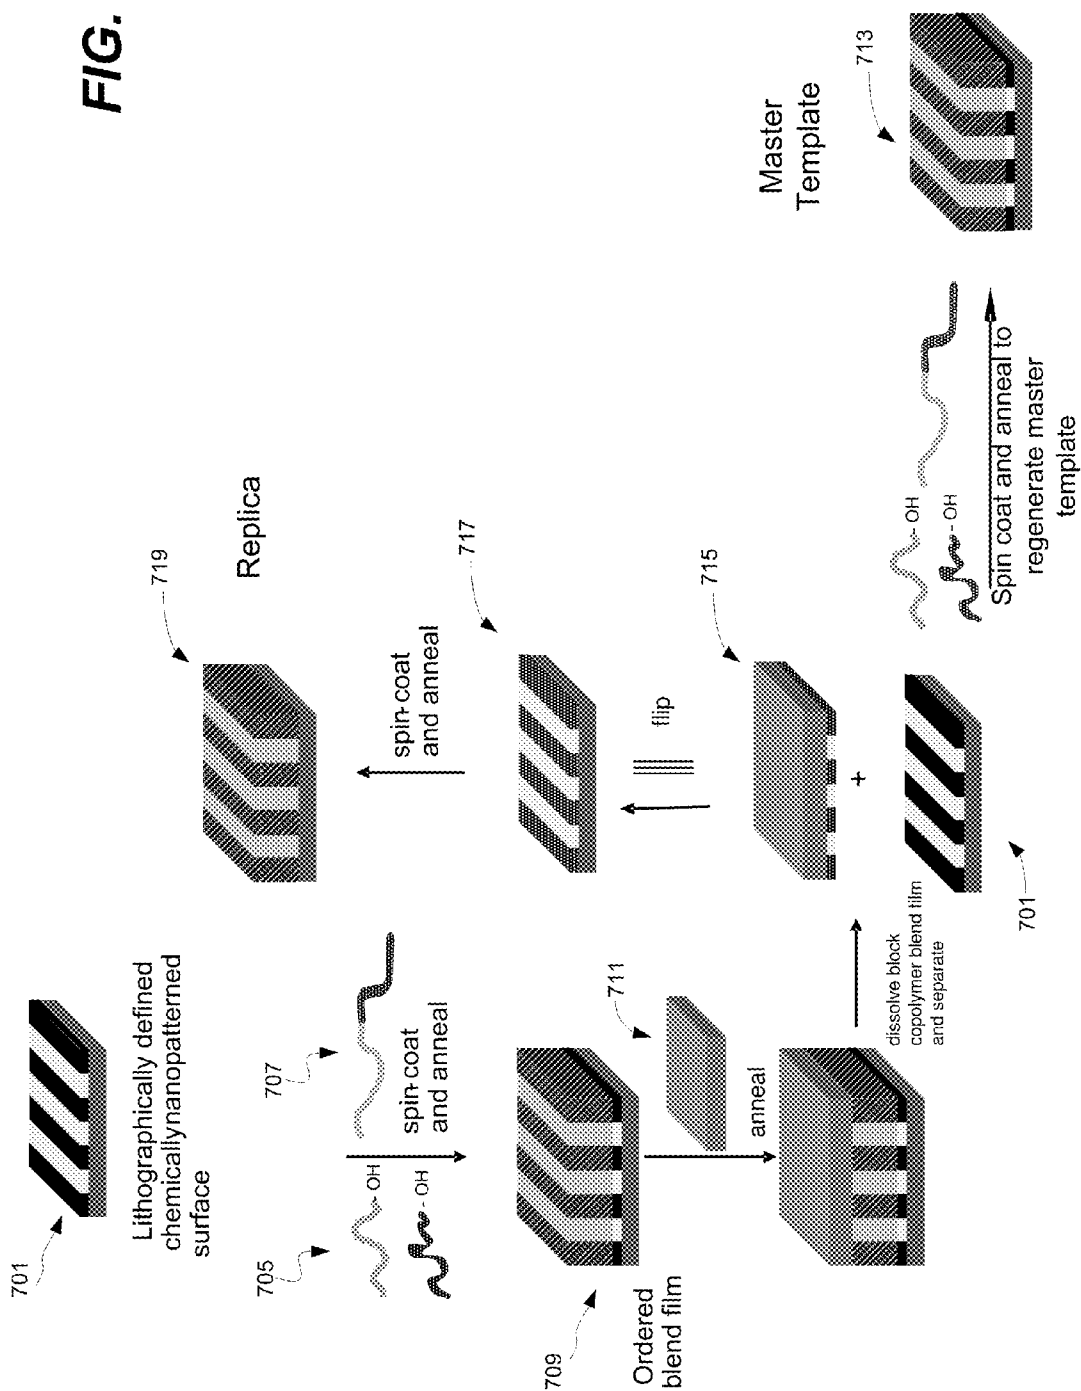 FIG.
701
Lithographically defined
chemicallynanopatterned
surface
705
- OH
- OH
707
spin-coat
and anneal
709
Ordered
blend film
711
anneal
dissolve block
copolymer blend film
and separate
701
+
715
flip
717
spin-coat
and anneal
719
Replica
- OH
- OH
Spin coat and anneal to
regenerate master
template
Master
Template
713